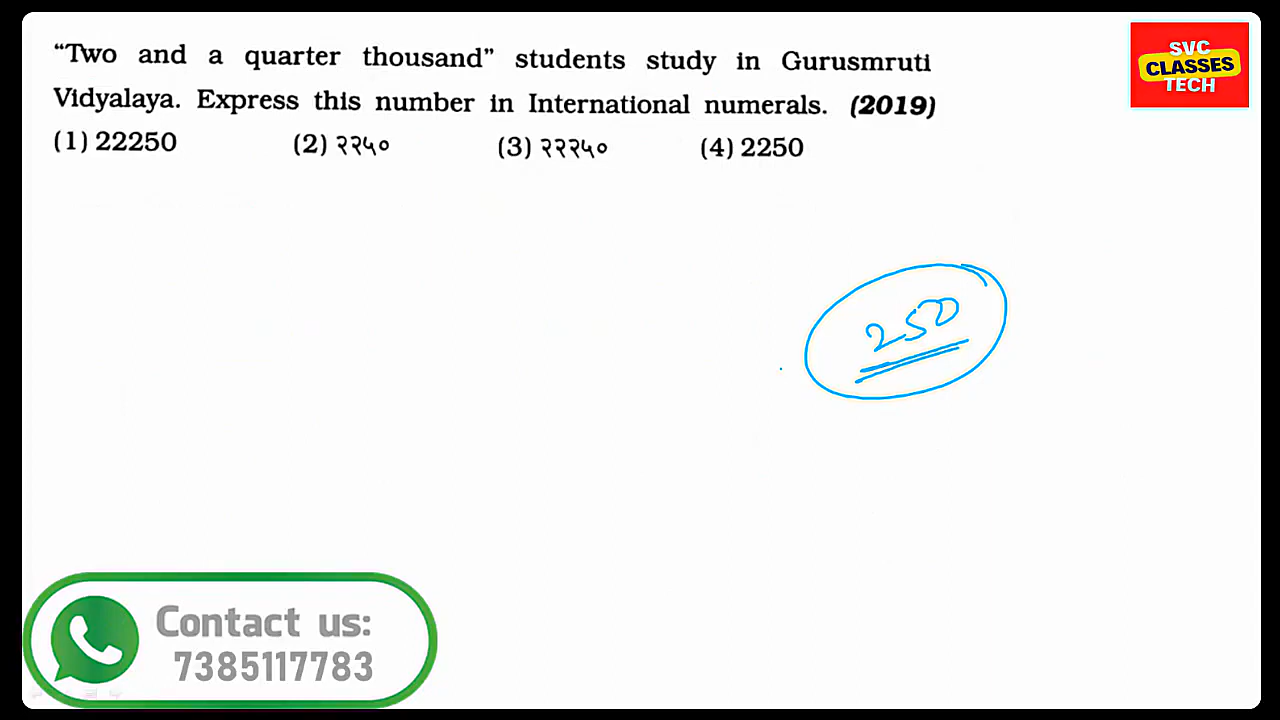 “Two and a quarter thousand” students study in Gurusmruti
Vidyalaya. Express this number in International numerals. (2019)
(1) 22250 (2) २२५० (3) २२२५० (4) 2250
SVC
CLASSES
TECH
250
Contact us:
7385117783